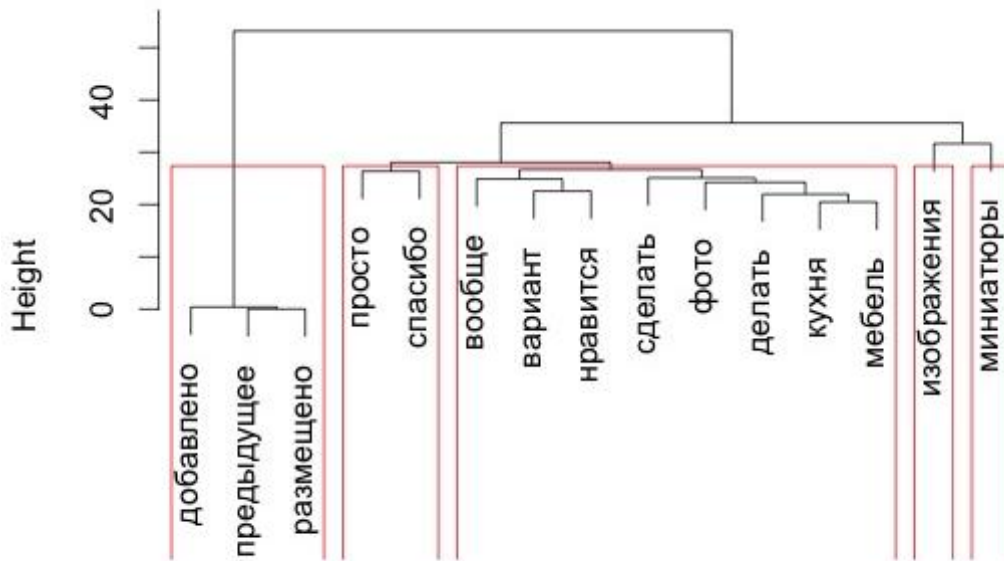 Height
0
20
40
добавлено
предыдущее
размещено
просто
спасибо
вообще
вариант
нравится
сделать
фото
делать
кухня
мебель
изображения
миниатюры